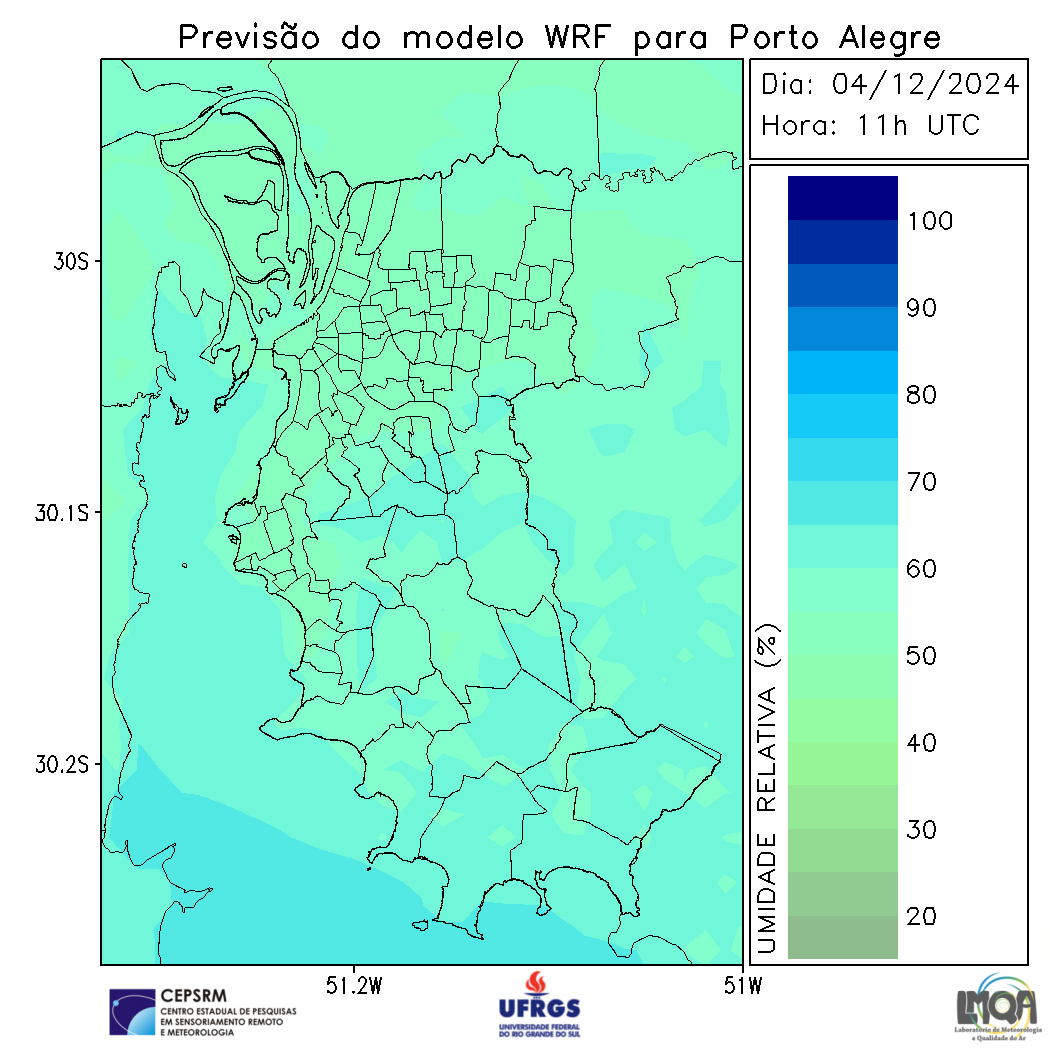 Previsão do modelo WRF para Porto Alegre
Dia: 04/12/2024
Hora: 11h UTC
100
90
80
70
60
50
40
30
20
UMIDADE RELATIVA (%)
30S
30.1S
30.2S
51.2W
51W
CEPSRM
CENTRO ESTADUAL DE PESQUISAS
EM SENSORIAMENTO REMOTO
E METEOROLOGIA
UFRGS
UNIVERSIDADE FEDERAL
DO RIO GRANDE DO SUL
LMQA
Laboratório de Meteorologia
e Qualidade do Ar